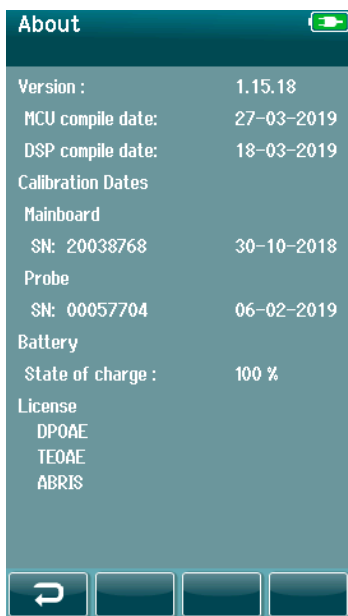 About
Version : 1.15.18
MCU compile date: 27-03-2019
DSP compile date: 18-03-2019
Calibration Dates
Mainboard
SN: 20038768 30-10-2018
Probe
SN: 00057704 06-02-2019
Battery
State of charge : 100 %
License
DPOAE
TEOAE
ABRIS